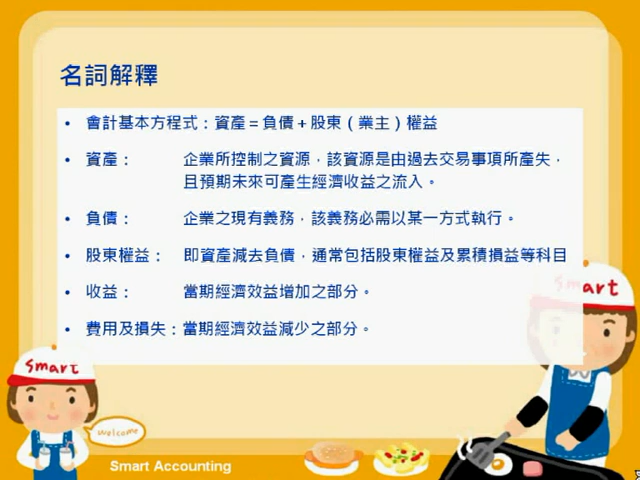 名詞解釋
• 會計基本方程式：資產＝負債＋股東（業主）權益
• 資產： 企業所控制之資源，該資源是由過去交易事項所產失，
且預期未來可產生經濟收益之流入。
• 負債： 企業之現有義務，該義務必需以某一方式執行。
• 股東權益： 即資產減去負債，通常包括股東權益及累積損益等科目
• 收益： 當期經濟效益增加之部分。
• 費用及損失：當期經濟效益減少之部分。
Smart
Smart
welcome
Smart Accounting